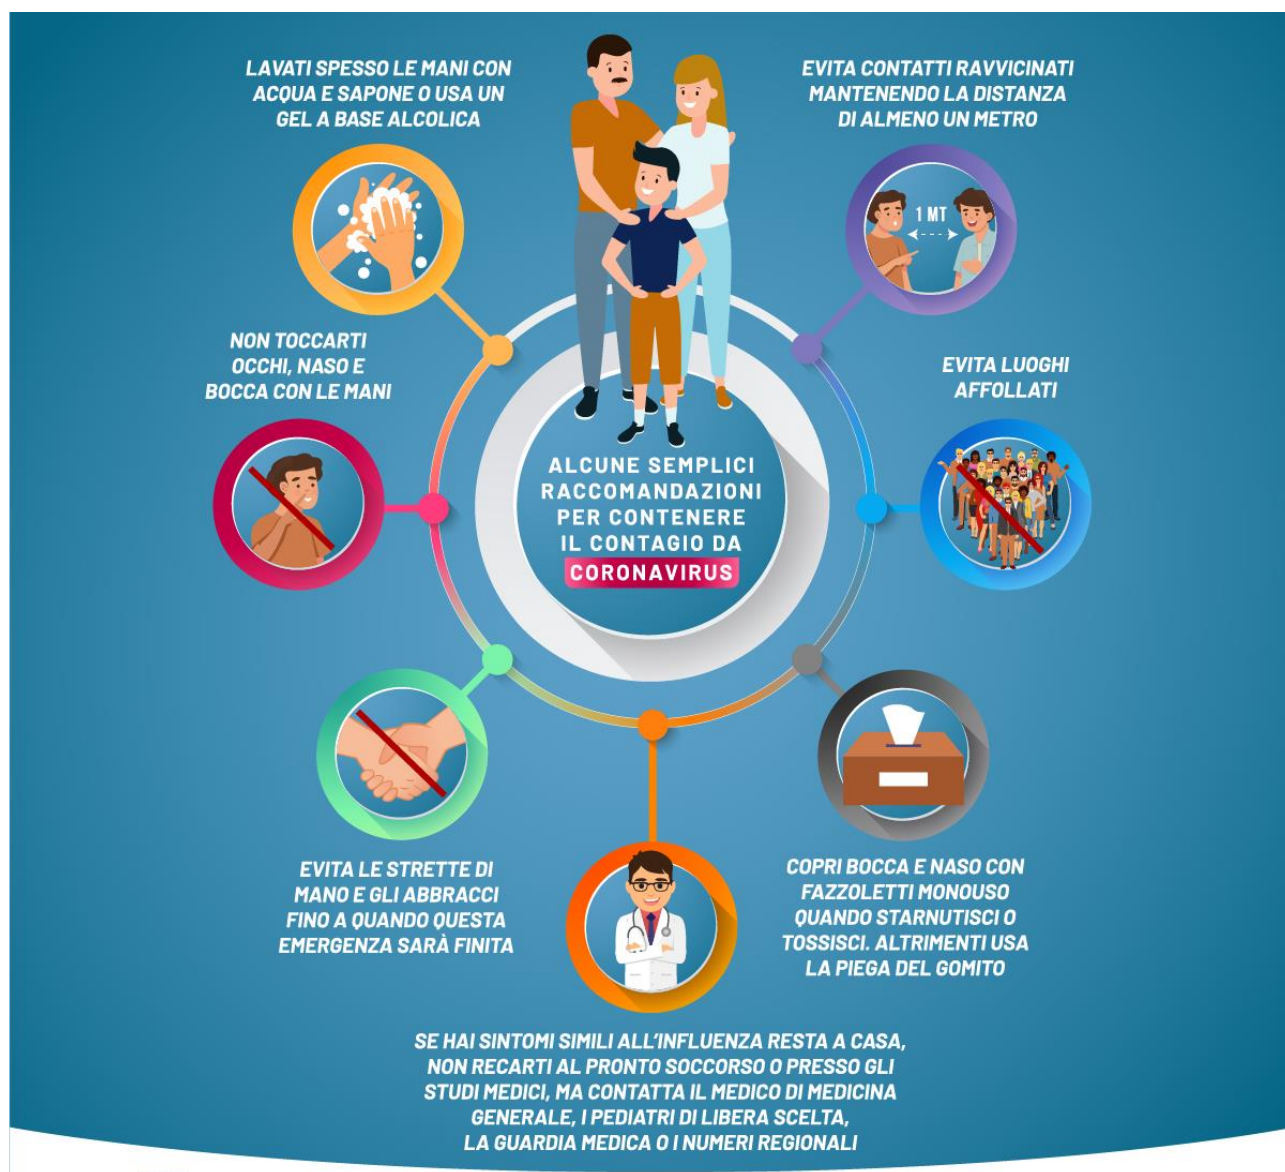 LAVATI SPESSO LE MANI CON
ACQUA E SAPONE O USA UN
GEL A BASE ALCOLICA
EVITA CONTATTI RAVVICINATI
MANTENENDO LA DISTANZA
DI ALMENO UN METRO
1 MT
NON TOCCARTI
OCCHI, NASO E
BOCCA CON LE MANI
EVITA LUOGHI
AFFOLLATI
ALCUNE SEMPLICI
RACCOMANDAZIONI
PER CONTENERE
IL CONTAGIO DA
CORONAVIRUS
EVITA LE STRETTE DI
MANO E GLI ABBRACCI
FINO A QUANDO QUESTA
EMERGENZA SARÀ FINITA
COPRI BOCCA E NASO CON
FAZZOLETTI MONOUSO
QUANDO STARNUTISCI O
TOSSISCI. ALTRIMENTI USA
LA PIEGA DEL GOMITO
SE HAI SINTOMI SIMILI ALL’INFLUENZA RESTA A CASA,
NON RECARTI AL PRONTO SOCCORSO O PRESSO GLI
STUDI MEDICI, MA CONTATTA IL MEDICO DI MEDICINA
GENERALE, I PEDIATRI DI LIBERA SCELTA,
LA GUARDIA MEDICA O I NUMERI REGIONALI